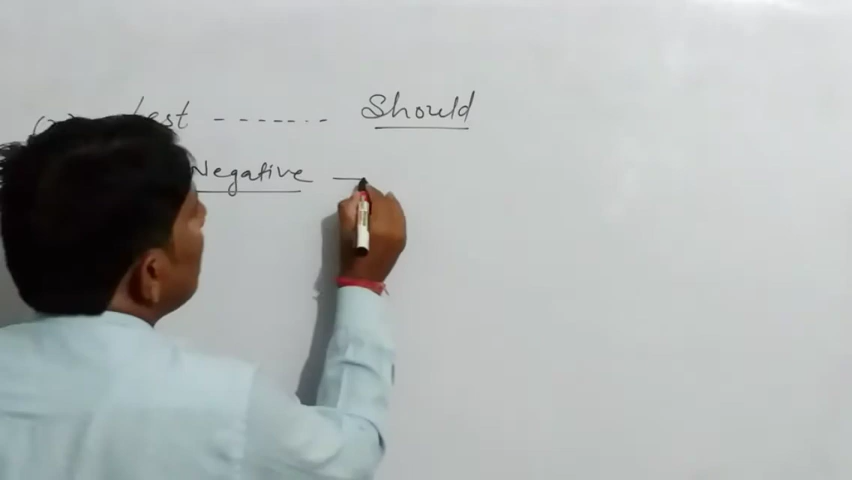 lest ------- Should
Negative —